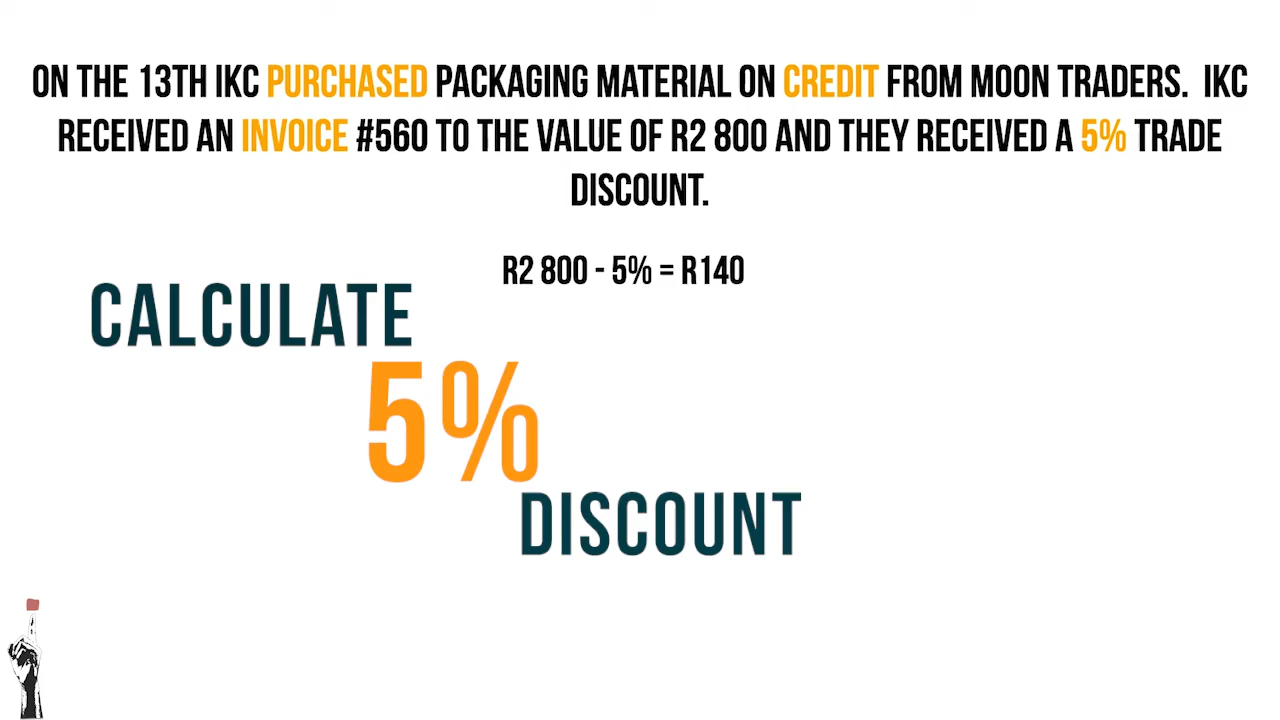 ON THE 13TH IKC PURCHASED PACKAGING MATERIAL ON CREDIT FROM MOON TRADERS. IKC
RECEIVED AN INVOICE #560 TO THE VALUE OF R2 800 AND THEY RECEIVED A 5% TRADE
DISCOUNT.
R2 800 - 5% = R140
CALCULATE
5%
DISCOUNT